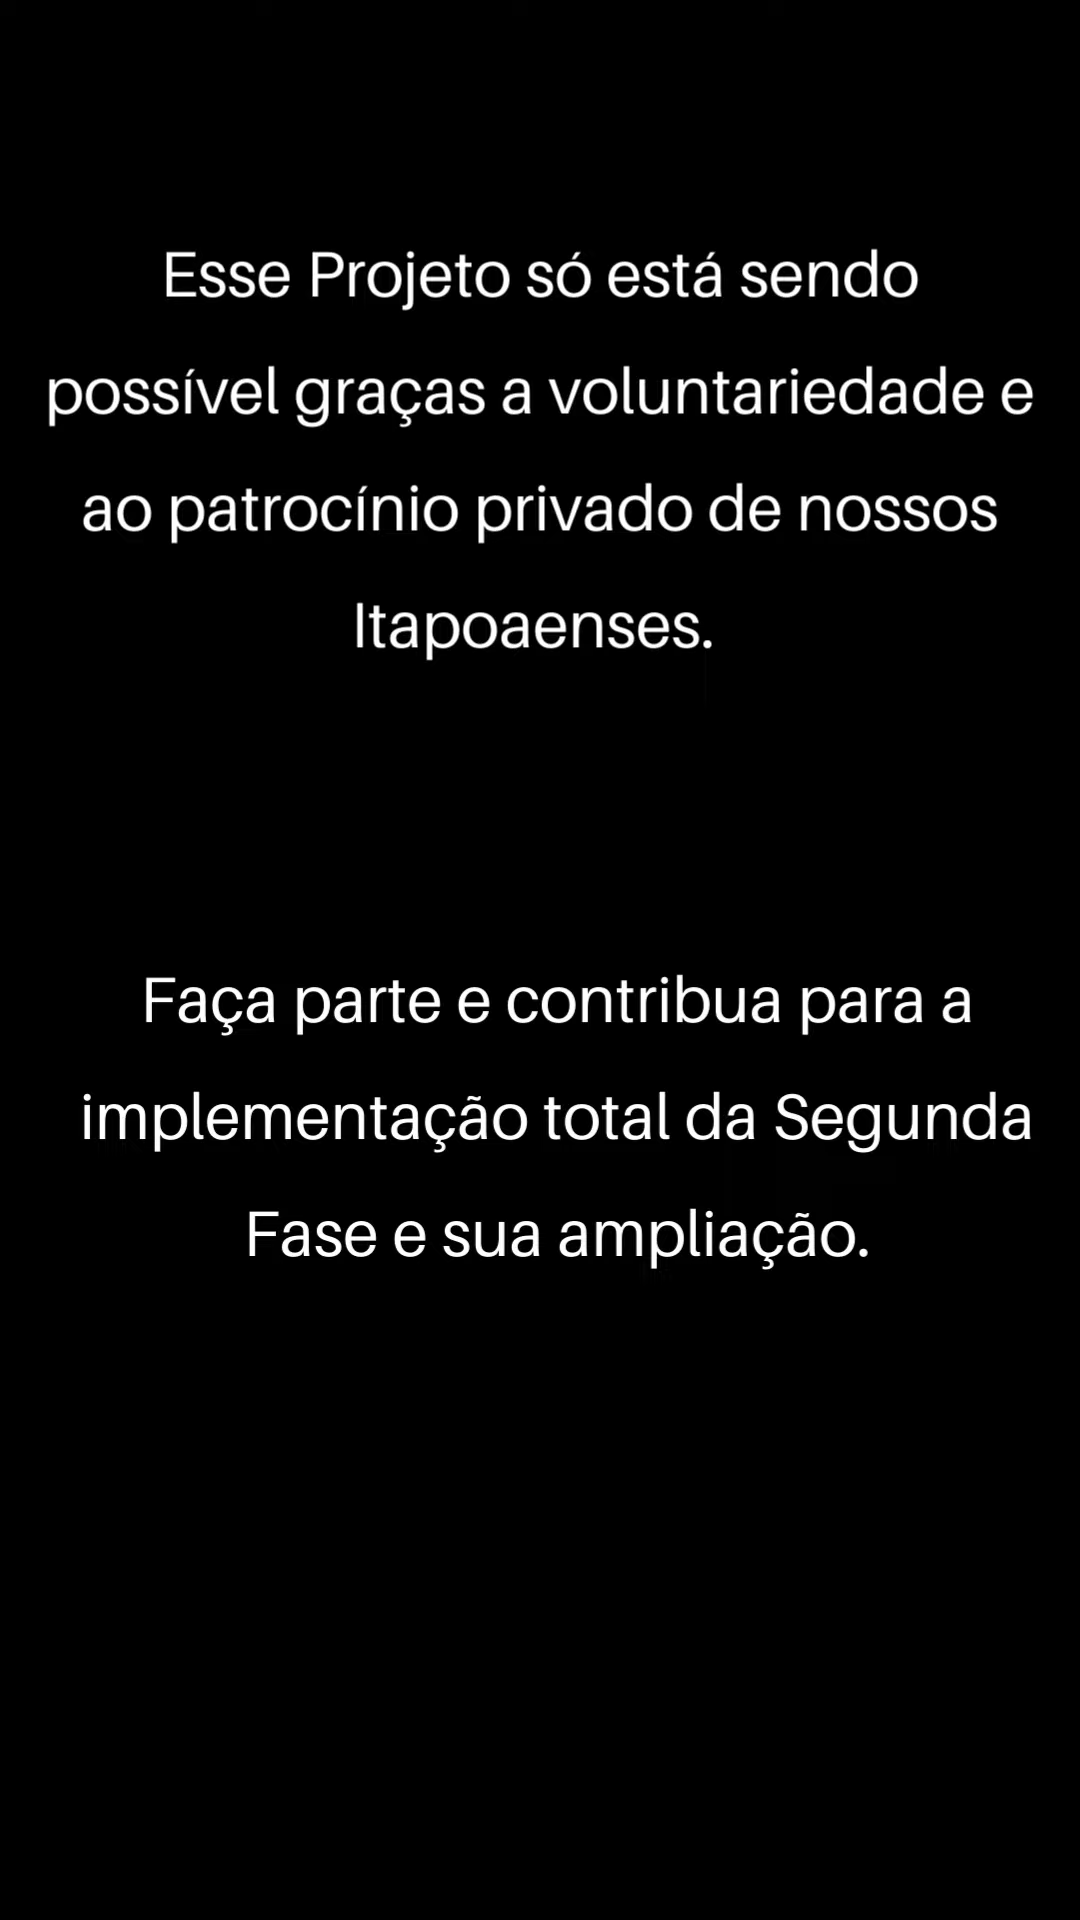 Esse Projeto só está sendo
possível graças a voluntariedade e
ao patrocínio privado de nossos
Itapoaenses.
Faça parte e contribua para a
implementação total da Segunda
Fase e sua ampliação.